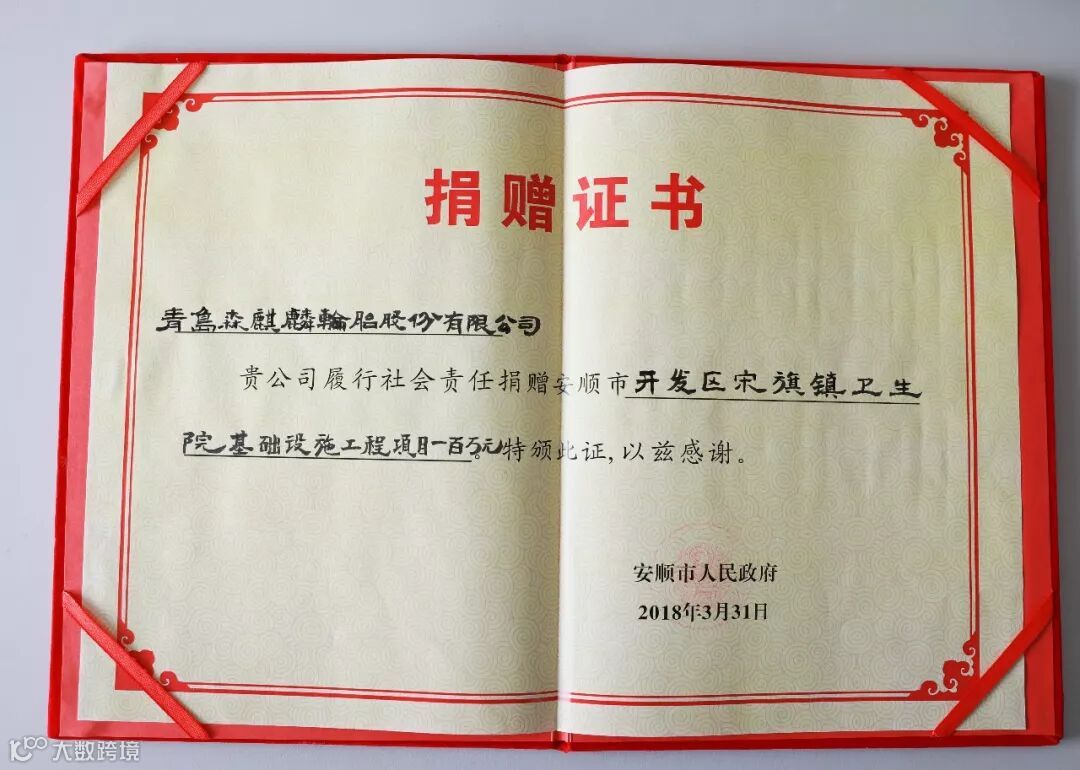 捐赠证书
青岛森麒麟輪胎股份有限公司
贵公司履行社会责任捐赠安顺市开发区宋旗镇卫生
院基础设施工程項目一百万元。特颁此证,以兹感谢。
安顺市人民政府
2018年3月31日
大数跨境